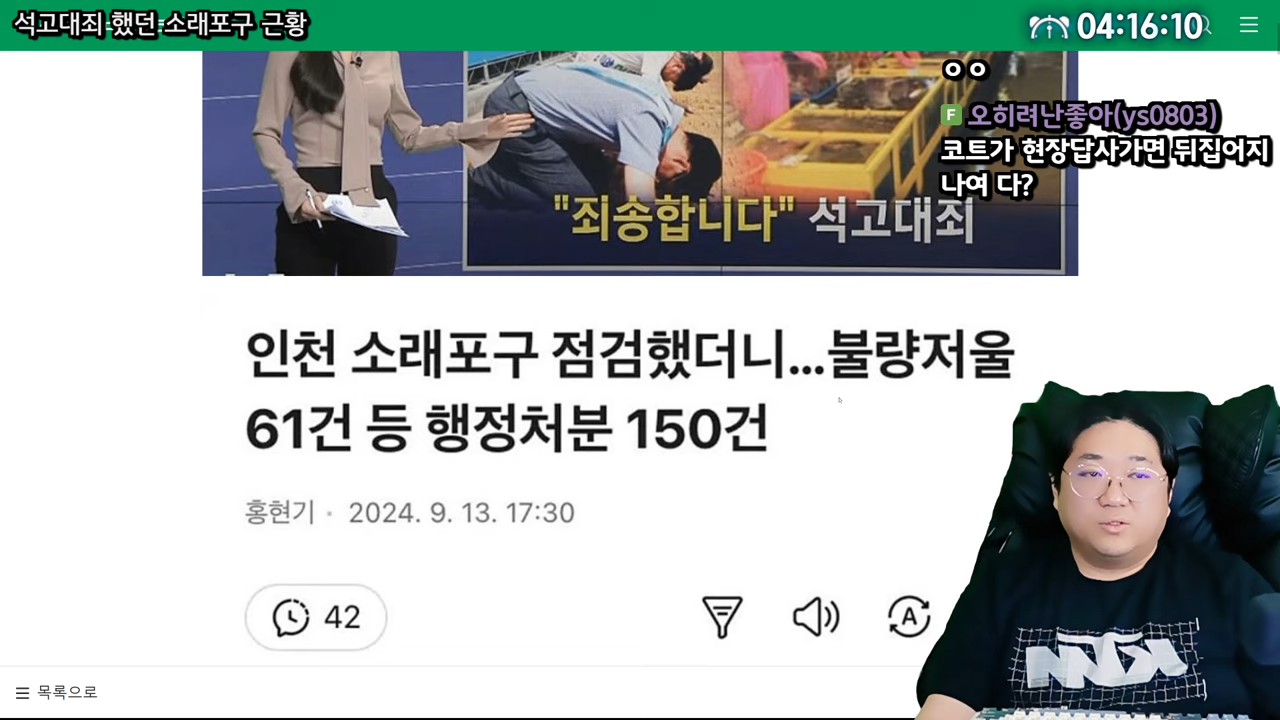 석고대죄 했던 소래포구 근황
04:16:10
ㅇㅇ
F 오히려난좋아(ys0803)
코트가 현장답사가면 뒤집어지
나여 다?
"죄송합니다" 석고대죄
인천 소래포구 점검했더니...불량저울
61건 등 행정처분 150건
홍현기 · 2024. 9. 13. 17:30
42
A
목록으로